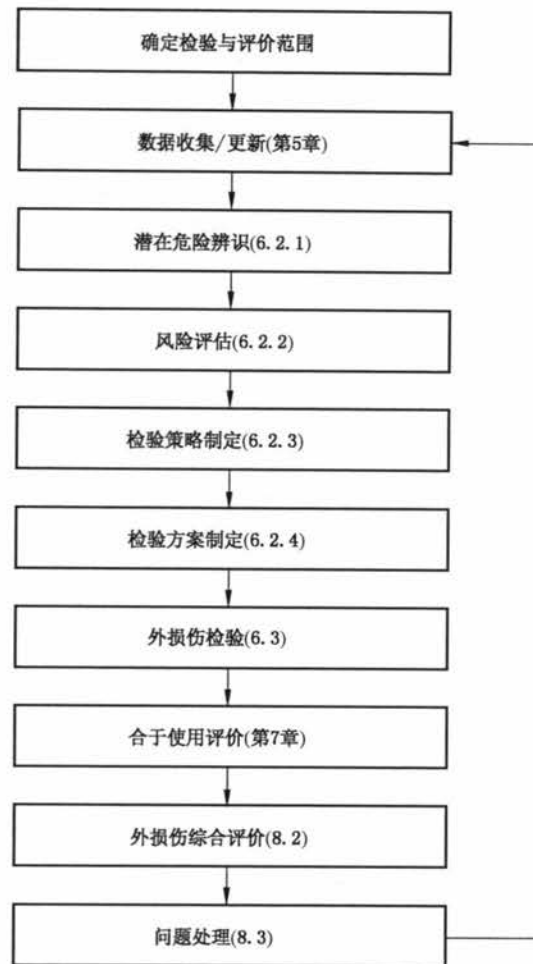 确定检验与评价范围
数据收集/更新(第5章)
潜在危险辨识(6.2.1)
风险评估(6.2.2)
检验策略制定(6.2.3)
检验方案制定(6.2.4)
外损伤检验(6.3)
合于使用评价(第7章)
外损伤综合评价(8.2)
问题处理(8.3)